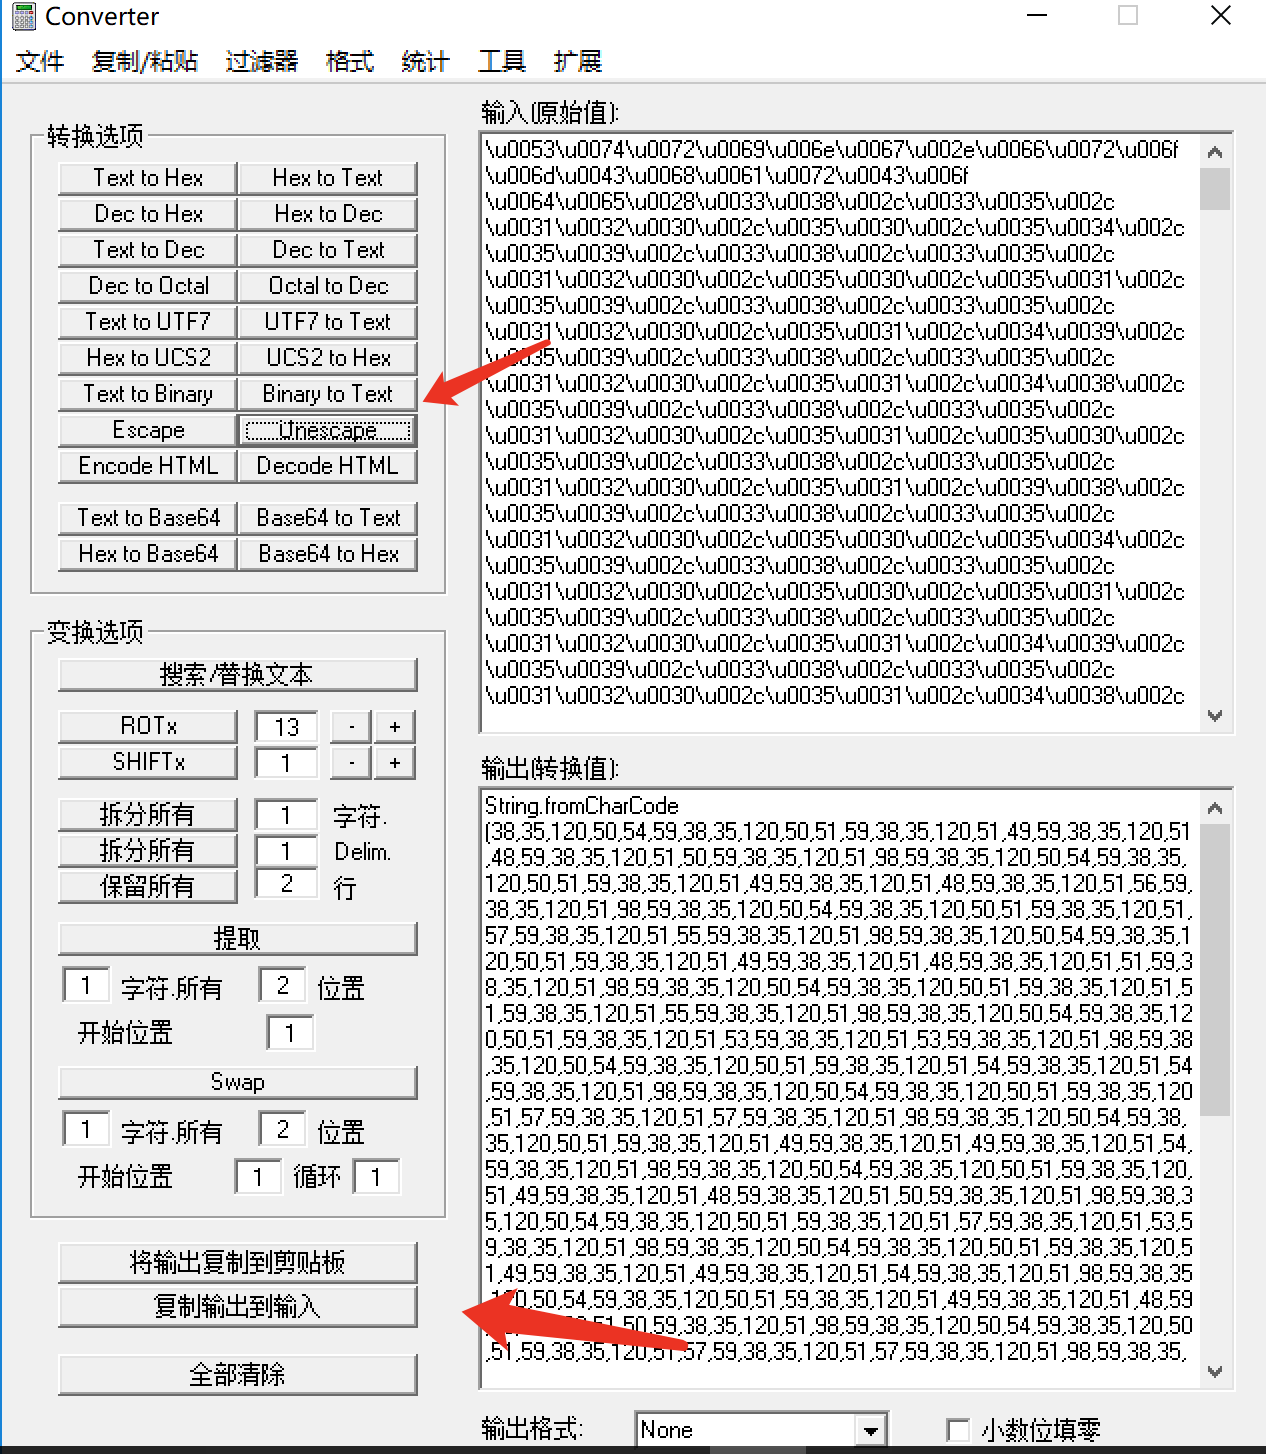 Converter
文件 复制/粘贴 过滤器 格式 统计 工具 扩展
转换选项
Text to Hex Hex to Text
Dec to Hex Hex to Dec
Text to Dec Dec to Text
Dec to Octal Octal to Dec
Text to UTF7 UTF7 to Text
Hex to UCS2 UCS2 to Hex
Text to Binary Binary to Text
Escape Unescape
Encode HTML Decode HTML
Text to Base64 Base64 to Text
Hex to Base64 Base64 to Hex
变换选项
搜索/替换文本
ROTx 13 - +
SHIFTx 1 - +
拆分所有 1 字符.
拆分所有 1 Delim.
保留所有 2 行
提取
1 字符.所有 2 位置
开始位置 1
Swap
1 字符.所有 2 位置
开始位置 1 循环 1
将输出复制到剪贴板
复制输出到输入
全部清除
输入(原始值):
\u0053\u0074\u0072\u0069\u006e\u0067\u002e\u0066\u0072\u006f
\u006d\u0043\u0068\u0061\u0072\u0043\u006f
\u0064\u0065\u0028\u0033\u0038\u002c\u0033\u0035\u002c
\u0031\u0032\u0030\u002c\u0035\u0030\u002c\u0035\u0034\u002c
\u0035\u0039\u002c\u0033\u0038\u002c\u0033\u0035\u002c
\u0031\u0032\u0030\u002c\u0035\u0030\u002c\u0035\u0031\u002c
\u0035\u0039\u002c\u0033\u0038\u002c\u0033\u0035\u002c
\u0031\u0032\u0030\u002c\u0035\u0031\u002c\u0034\u0039\u002c
\u0035\u0039\u002c\u0033\u0038\u002c\u0033\u0035\u002c
\u0031\u0032\u0030\u002c\u0035\u0031\u002c\u0034\u0038\u002c
\u0035\u0039\u002c\u0033\u0038\u002c\u0033\u0035\u002c
\u0031\u0032\u0030\u002c\u0035\u0031\u002c\u0035\u0030\u002c
\u0035\u0039\u002c\u0033\u0038\u002c\u0033\u0035\u002c
\u0031\u0032\u0030\u002c\u0035\u0031\u002c\u0039\u0038\u002c
\u0035\u0039\u002c\u0033\u0038\u002c\u0033\u0035\u002c
\u0031\u0032\u0030\u002c\u0035\u0030\u002c\u0035\u0034\u002c
\u0035\u0039\u002c\u0033\u0038\u002c\u0033\u0035\u002c
\u0031\u0032\u0030\u002c\u0035\u0030\u002c\u0035\u0031\u002c
\u0035\u0039\u002c\u0033\u0038\u002c\u0033\u0035\u002c
\u0031\u0032\u0030\u002c\u0035\u0031\u002c\u0034\u0039\u002c
\u0035\u0039\u002c\u0033\u0038\u002c\u0033\u0035\u002c
\u0031\u0032\u0030\u002c\u0035\u0031\u002c\u0034\u0038\u002c
输出(转换值):
String.fromCharCode
(38,35,120,50,54,59,38,35,120,50,51,59,38,35,120,51,49,59,38,35,120,51
,48,59,38,35,120,51,50,59,38,35,120,51,98,59,38,35,120,50,54,59,38,35,
120,50,51,59,38,35,120,51,49,59,38,35,120,51,48,59,38,35,120,51,56,59,
38,35,120,51,98,59,38,35,120,50,54,59,38,35,120,50,51,59,38,35,120,51,
57,59,38,35,120,51,55,59,38,35,120,51,98,59,38,35,120,50,54,59,38,35,1
20,50,51,59,38,35,120,51,49,59,38,35,120,51,48,59,38,35,120,51,51,59,3
8,35,120,51,98,59,38,35,120,50,54,59,38,35,120,50,51,59,38,35,120,51,5
1,59,38,35,120,51,55,59,38,35,120,51,98,59,38,35,120,50,54,59,38,35,12
0,50,51,59,38,35,120,51,53,59,38,35,120,51,53,59,38,35,120,51,98,59,38
,35,120,50,54,59,38,35,120,50,51,59,38,35,120,51,54,59,38,35,120,51,54
,59,38,35,120,51,98,59,38,35,120,50,54,59,38,35,120,50,51,59,38,35,120
,51,57,59,38,35,120,51,57,59,38,35,120,51,98,59,38,35,120,50,54,59,38,
35,120,50,51,59,38,35,120,51,49,59,38,35,120,51,49,59,38,35,120,51,54,
59,38,35,120,51,98,59,38,35,120,50,54,59,38,35,120,50,51,59,38,35,120,
51,49,59,38,35,120,51,48,59,38,35,120,51,50,59,38,35,120,51,98,59,38,3
5,120,50,54,59,38,35,120,50,51,59,38,35,120,51,57,59,38,35,120,51,53,5
9,38,35,120,51,98,59,38,35,120,50,54,59,38,35,120,50,51,59,38,35,120,5
1,49,59,38,35,120,51,49,59,38,35,120,51,54,59,38,35,120,51,98,59,38,35
,50,54,59,38,35,120,50,51,59,38,35,120,51,49,59,38,35,120,51,48,59
,51,50,59,38,35,120,51,98,59,38,35,120,50,54,59,38,35,120,50
,51,59,38,35,120,51,57,59,38,35,120,51,57,59,38,35,120,51,98,59,38,35,
输出格式: None 小数位填零